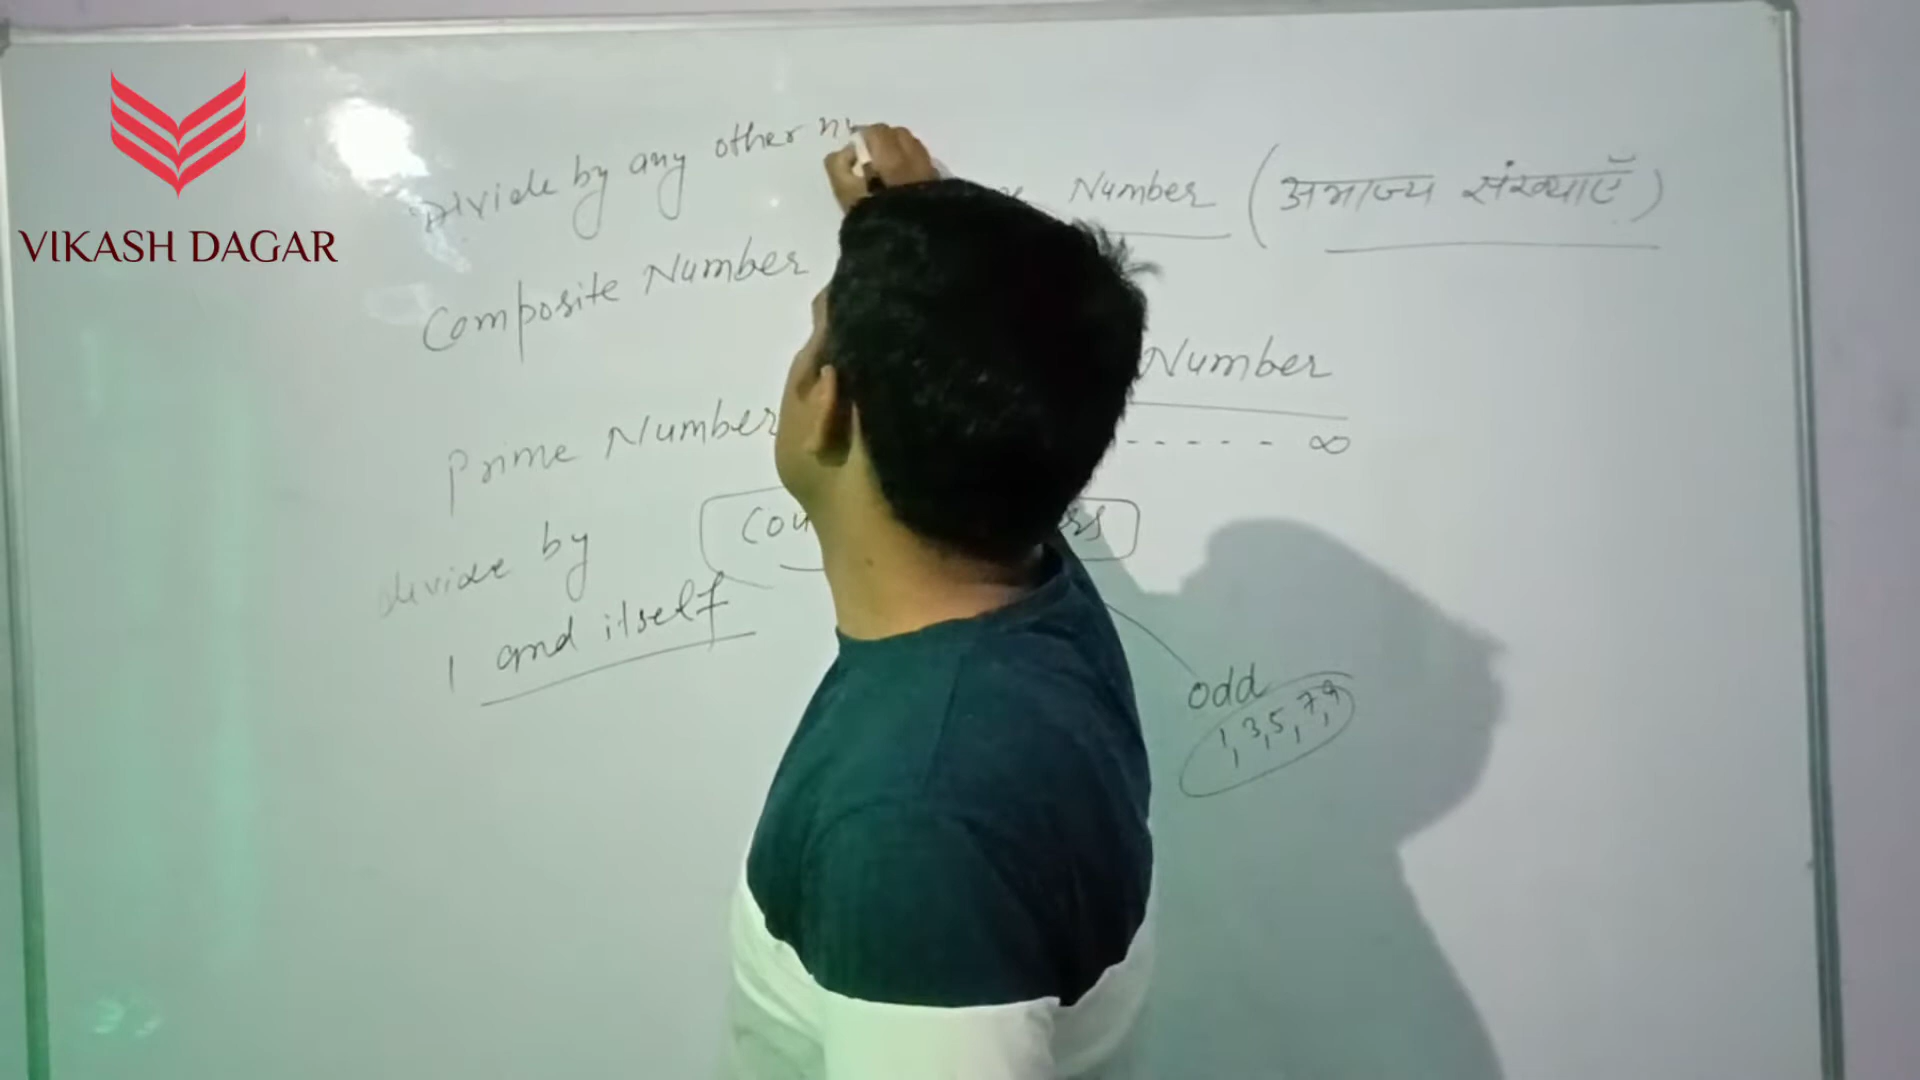 VIKASH DAGAR
Divide by any other
Number (अभाज्य संख्याएँ)
Composite Number
Number
Prime Number
- - - - - ∞
divide by
1 and itself
odd
1, 3, 5, 7, 9